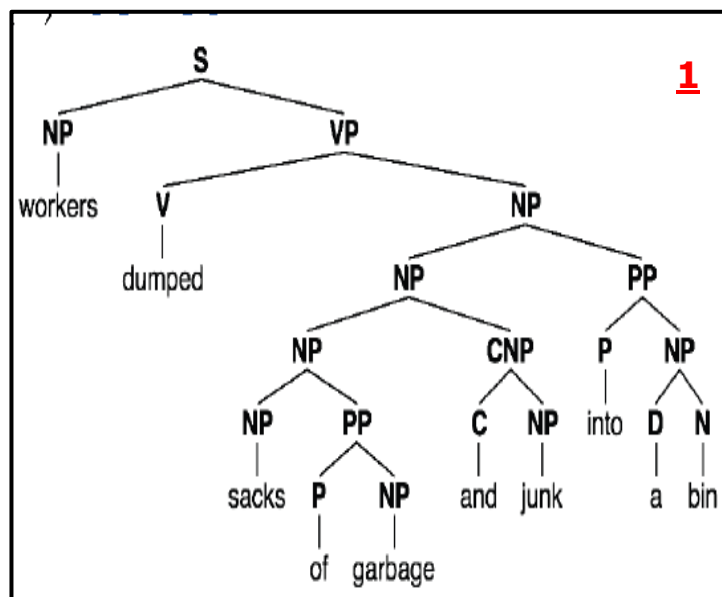 S
1
NP VP
workers V NP
dumped NP PP
NP CNP P NP
NP PP C NP into D N
sacks P NP and junk a bin
of garbage